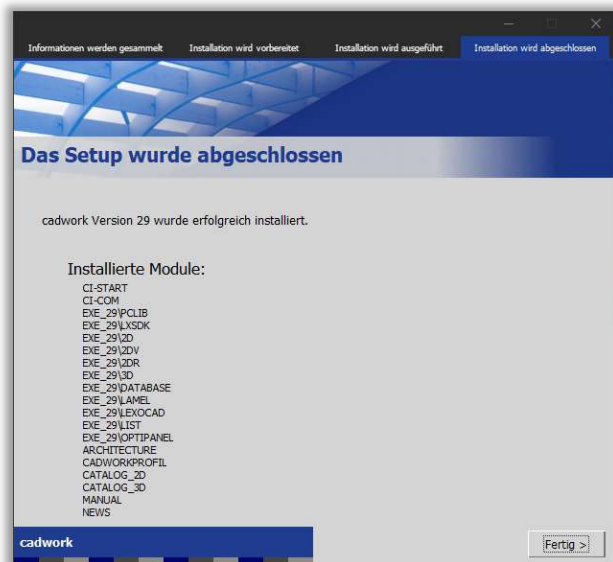 Informationen werden gesammelt Installation wird vorbereitet Installation wird ausgeführt Installation wird abgeschlossen
Das Setup wurde abgeschlossen
cadwork Version 29 wurde erfolgreich installiert.
Installierte Module:
CI-START
CI-COM
EXE_29\PCLIB
EXE_29\LXSDK
EXE_29\2D
EXE_29\2DV
EXE_29\2DR
EXE_29\3D
EXE_29\DATABASE
EXE_29\LAMEL
EXE_29\LEXOCAD
EXE_29\LIST
EXE_29\OPTIPANEL
ARCHITECTURE
CADWORKPROFIL
CATALOG_2D
CATALOG_3D
MANUAL
NEWS
cadwork
Fertig >